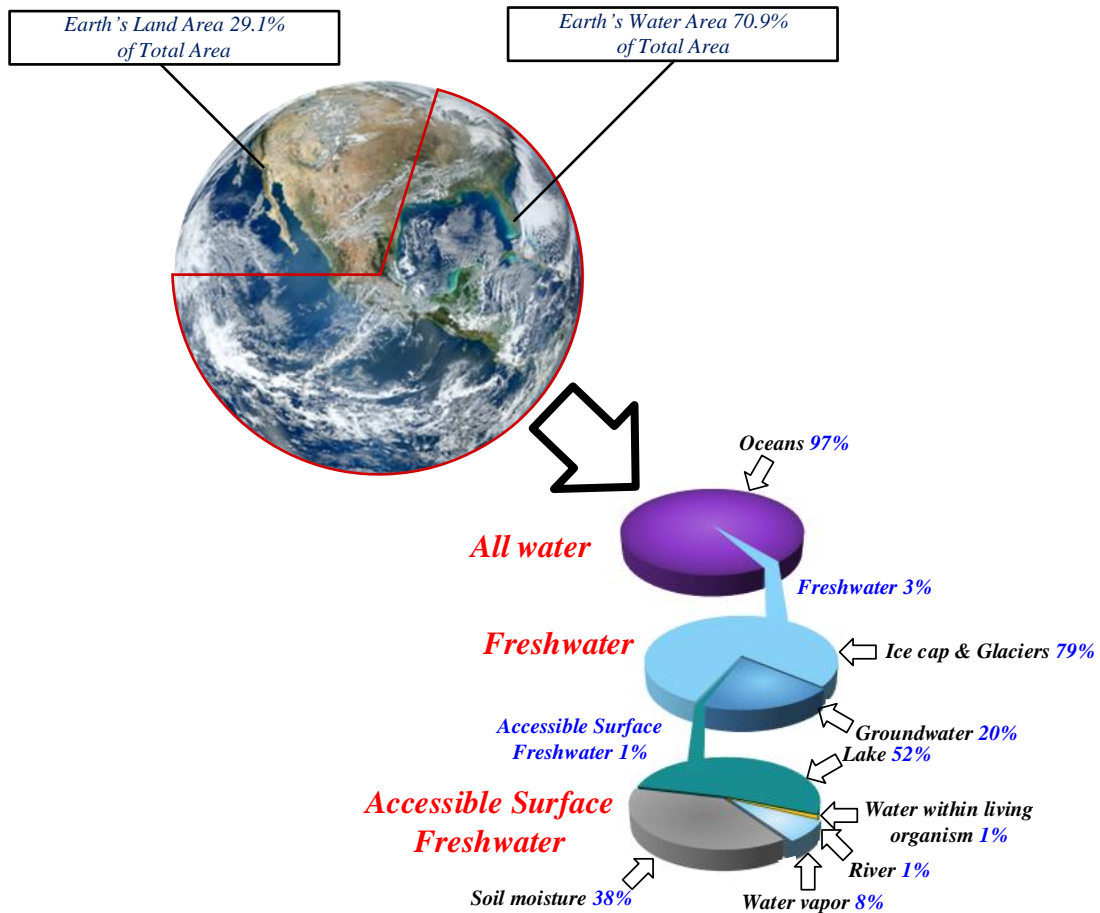 Earth's Land Area 29.1%
of Total Area
Earth's Water Area 70.9%
of Total Area
Oceans 97%
All water
Freshwater 3%
Freshwater
Ice cap & Glaciers 79%
Accessible Surface
Freshwater 1%
Groundwater 20%
Lake 52%
Accessible Surface
Freshwater
Water within living
organism 1%
River 1%
Soil moisture 38%
Water vapor 8%